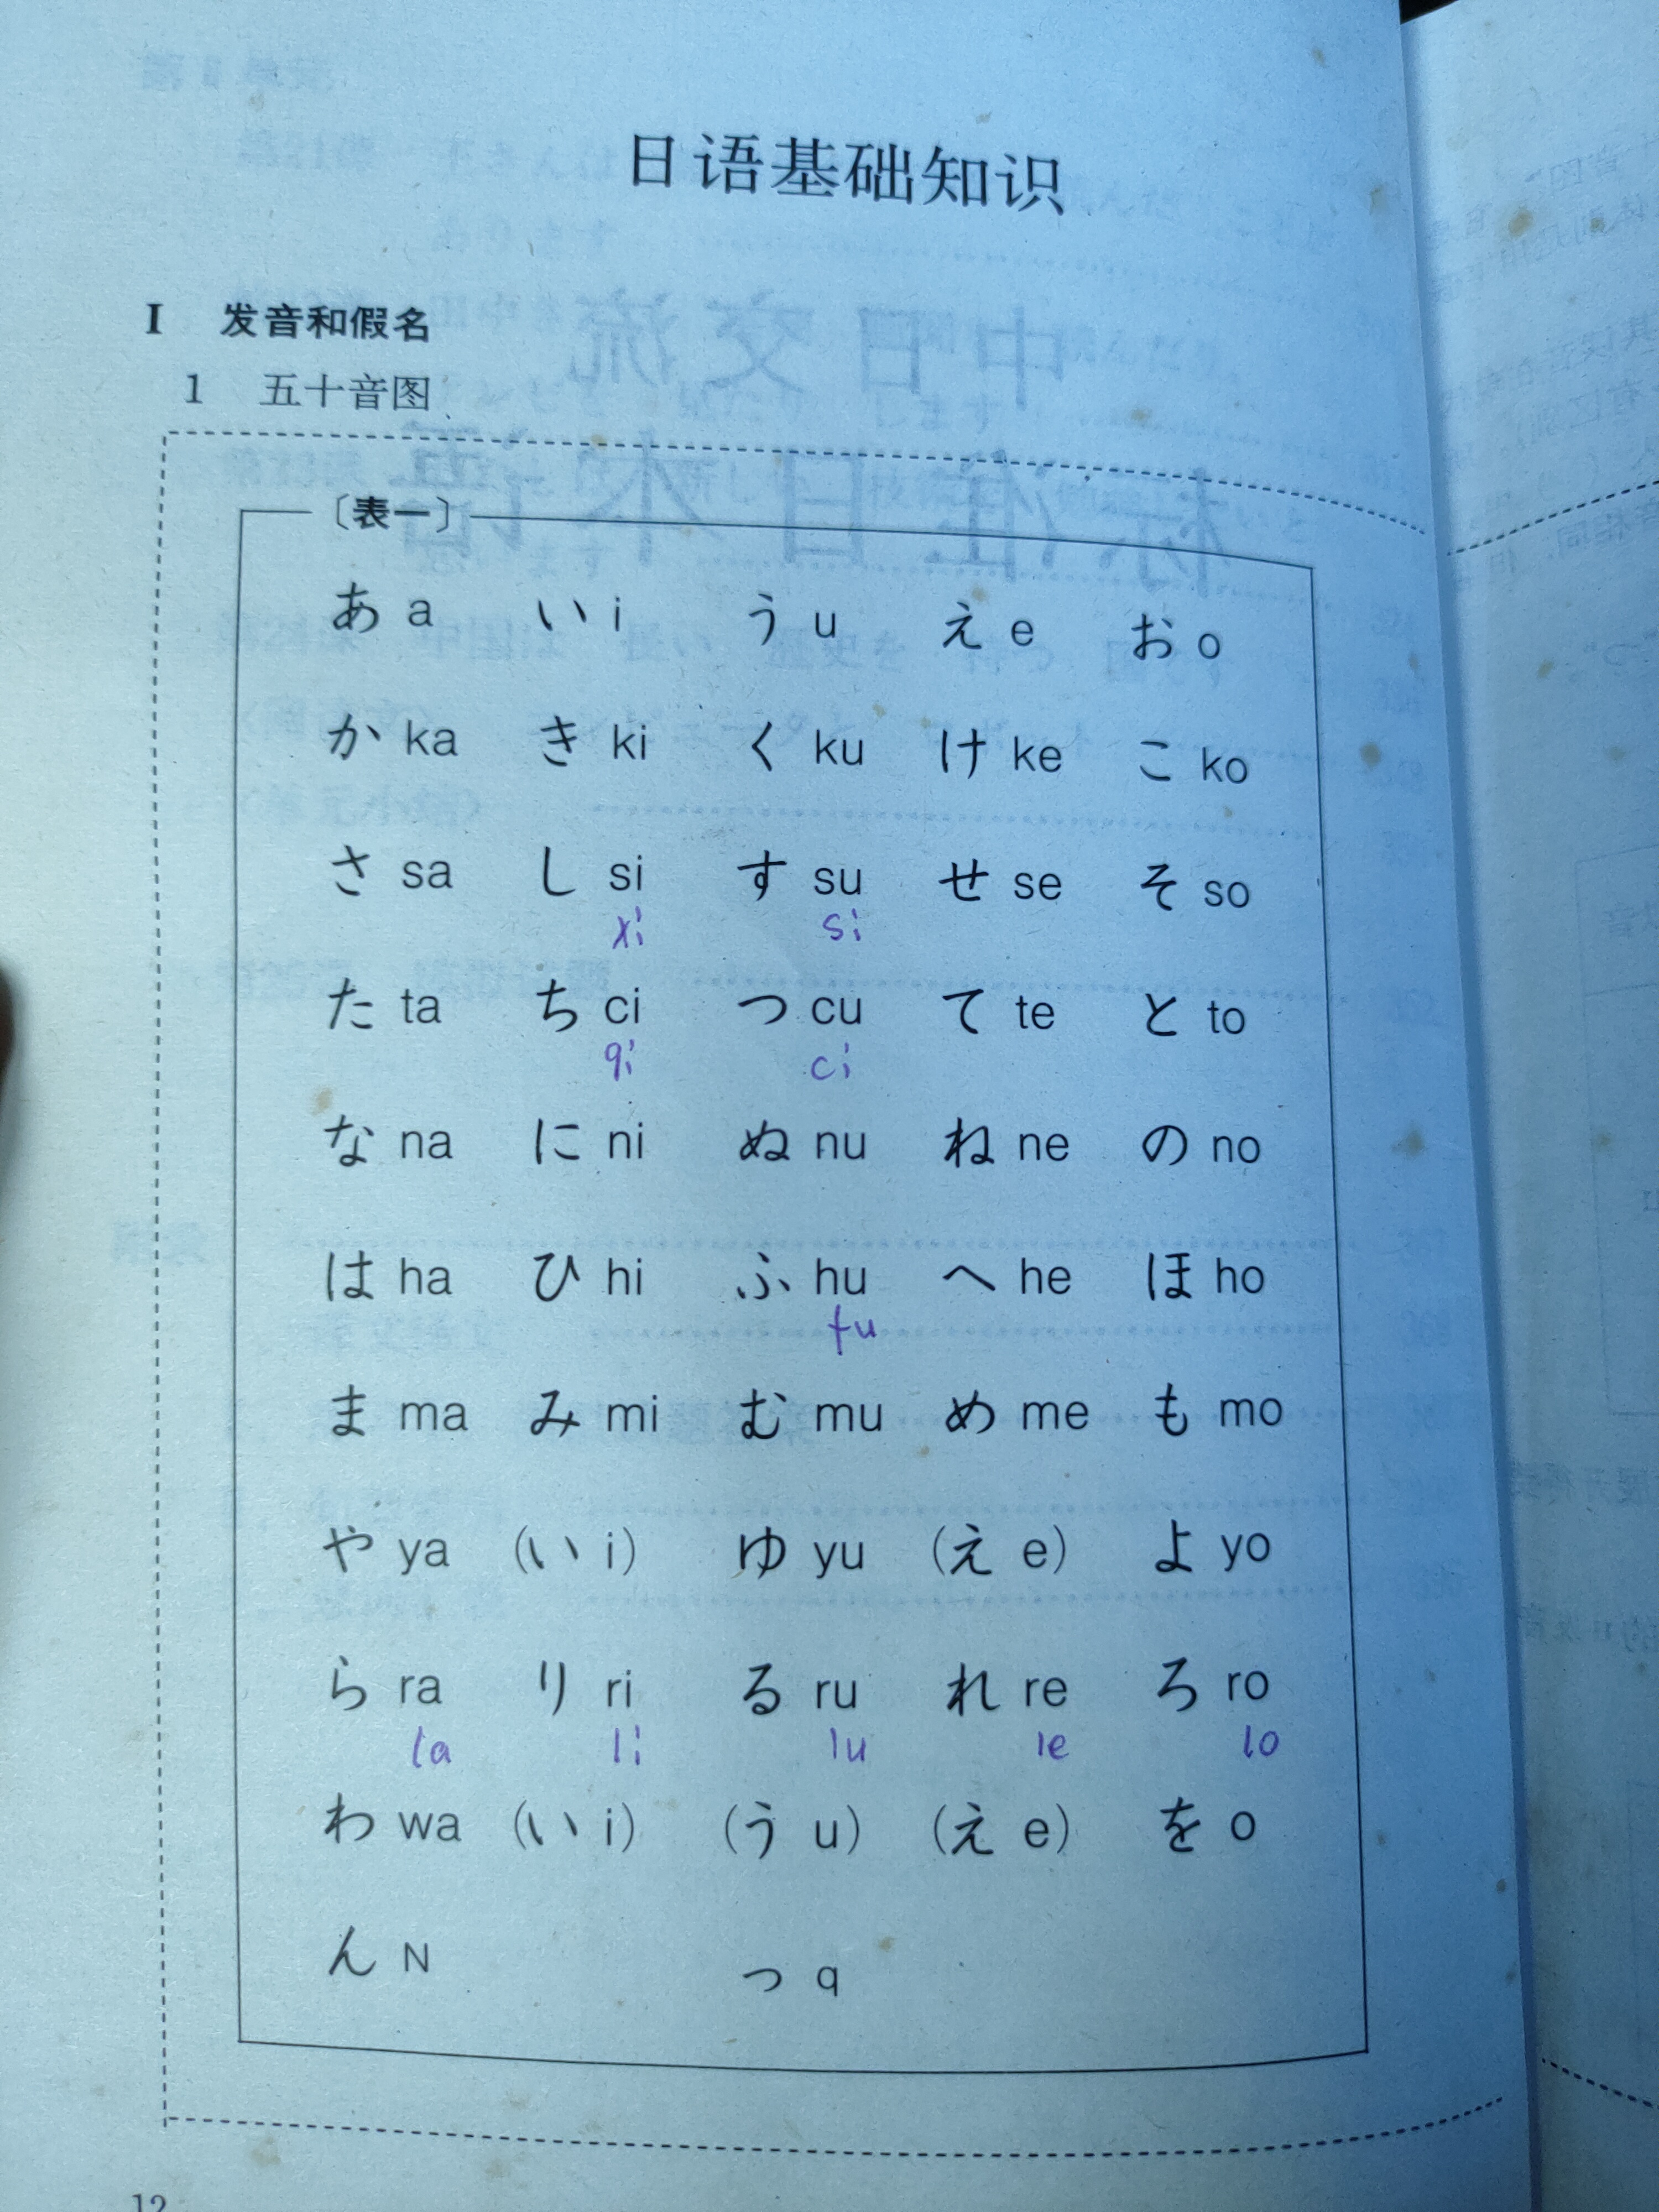 日语基础知识
I 发音和假名
1 五十音图
〔表一〕
あ a い i う u え e お o
か ka き ki く ku け ke こ ko
さ sa し si す su せ se そ so
xi si
た ta ち ci つ cu て te と to
qi ci
な na に ni ぬ nu ね ne の no
は ha ひ hi ふ hu へ he ほ ho
fu
ま ma み mi む mu め me も mo
や ya (い i) ゆ yu (え e) よ yo
ら ra り ri る ru れ re ろ ro
la li lu le lo
わ wa (い i) (う u) (え e) を o
ん N っ q
12